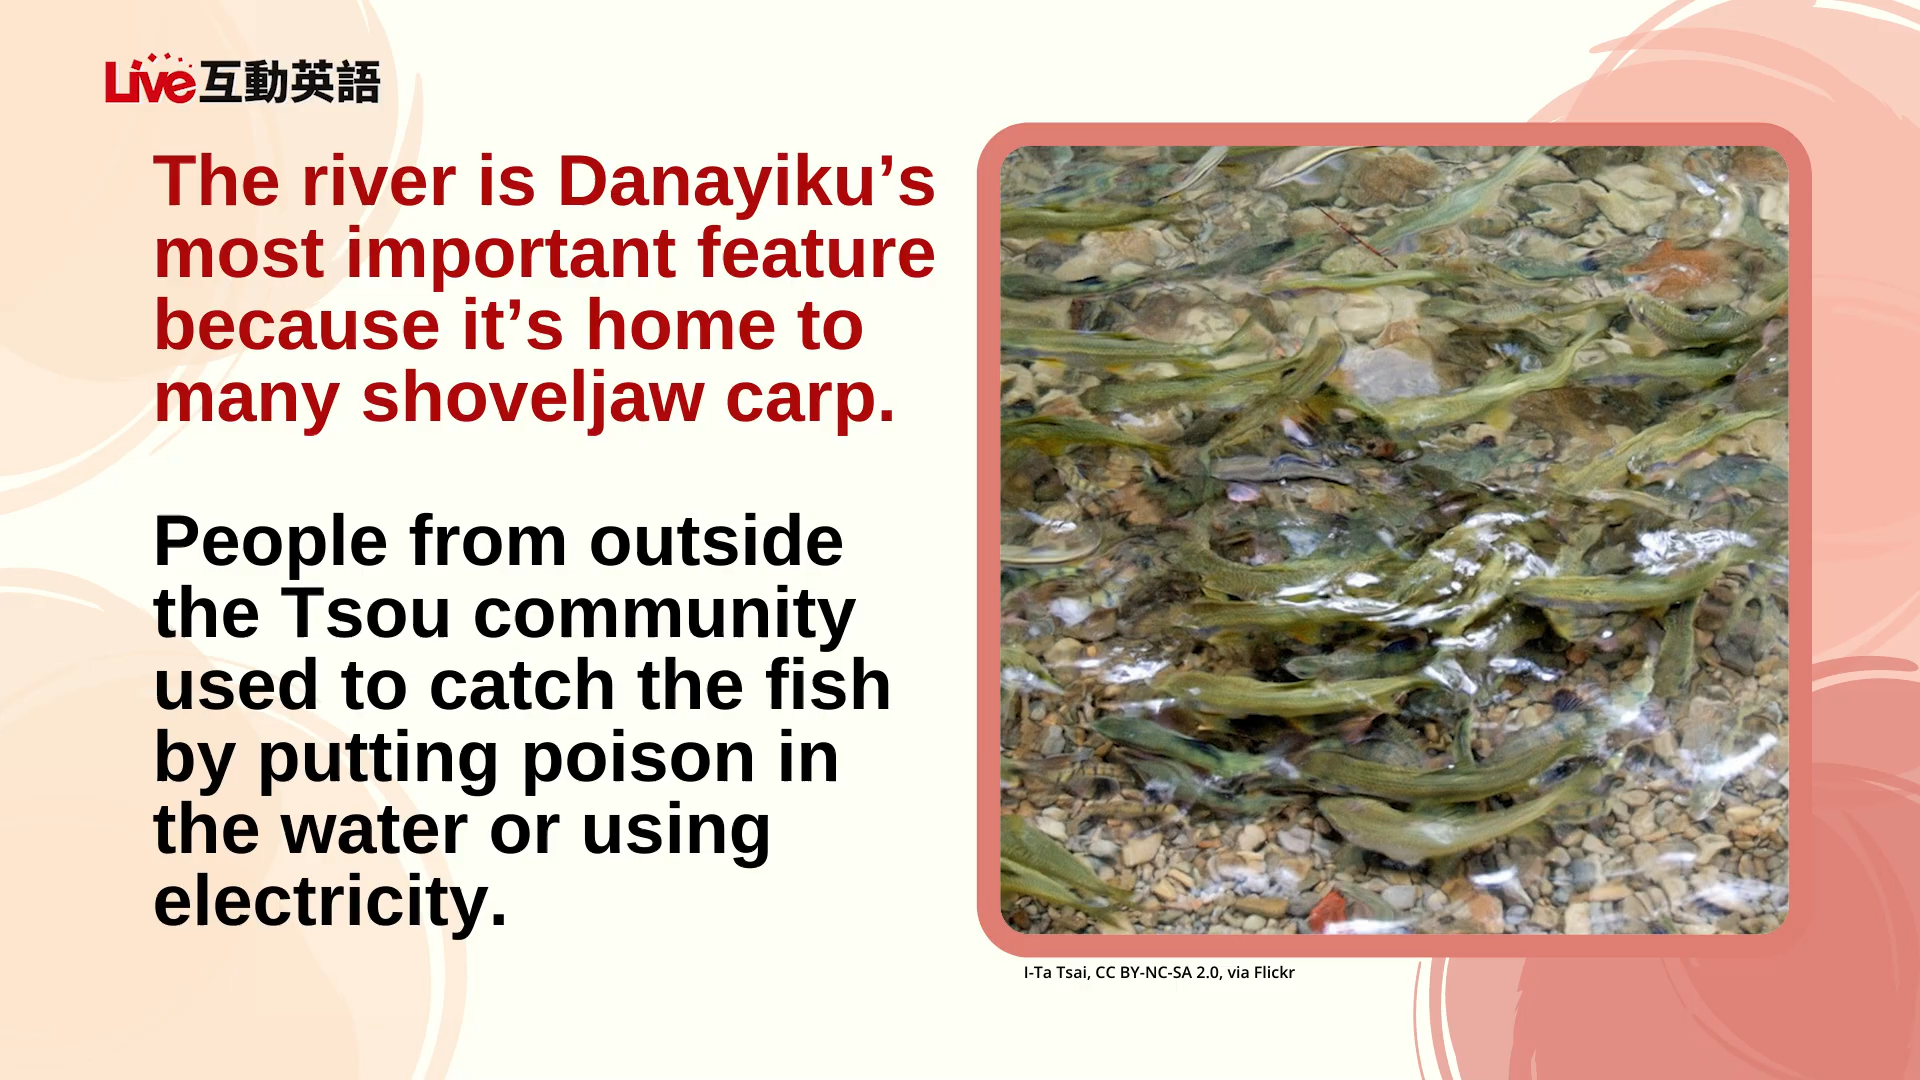 Live互動英語
The river is Danayiku’s
most important feature
because it’s home to
many shoveljaw carp.
People from outside
the Tsou community
used to catch the fish
by putting poison in
the water or using
electricity.
I-Ta Tsai, CC BY-NC-SA 2.0, via Flickr